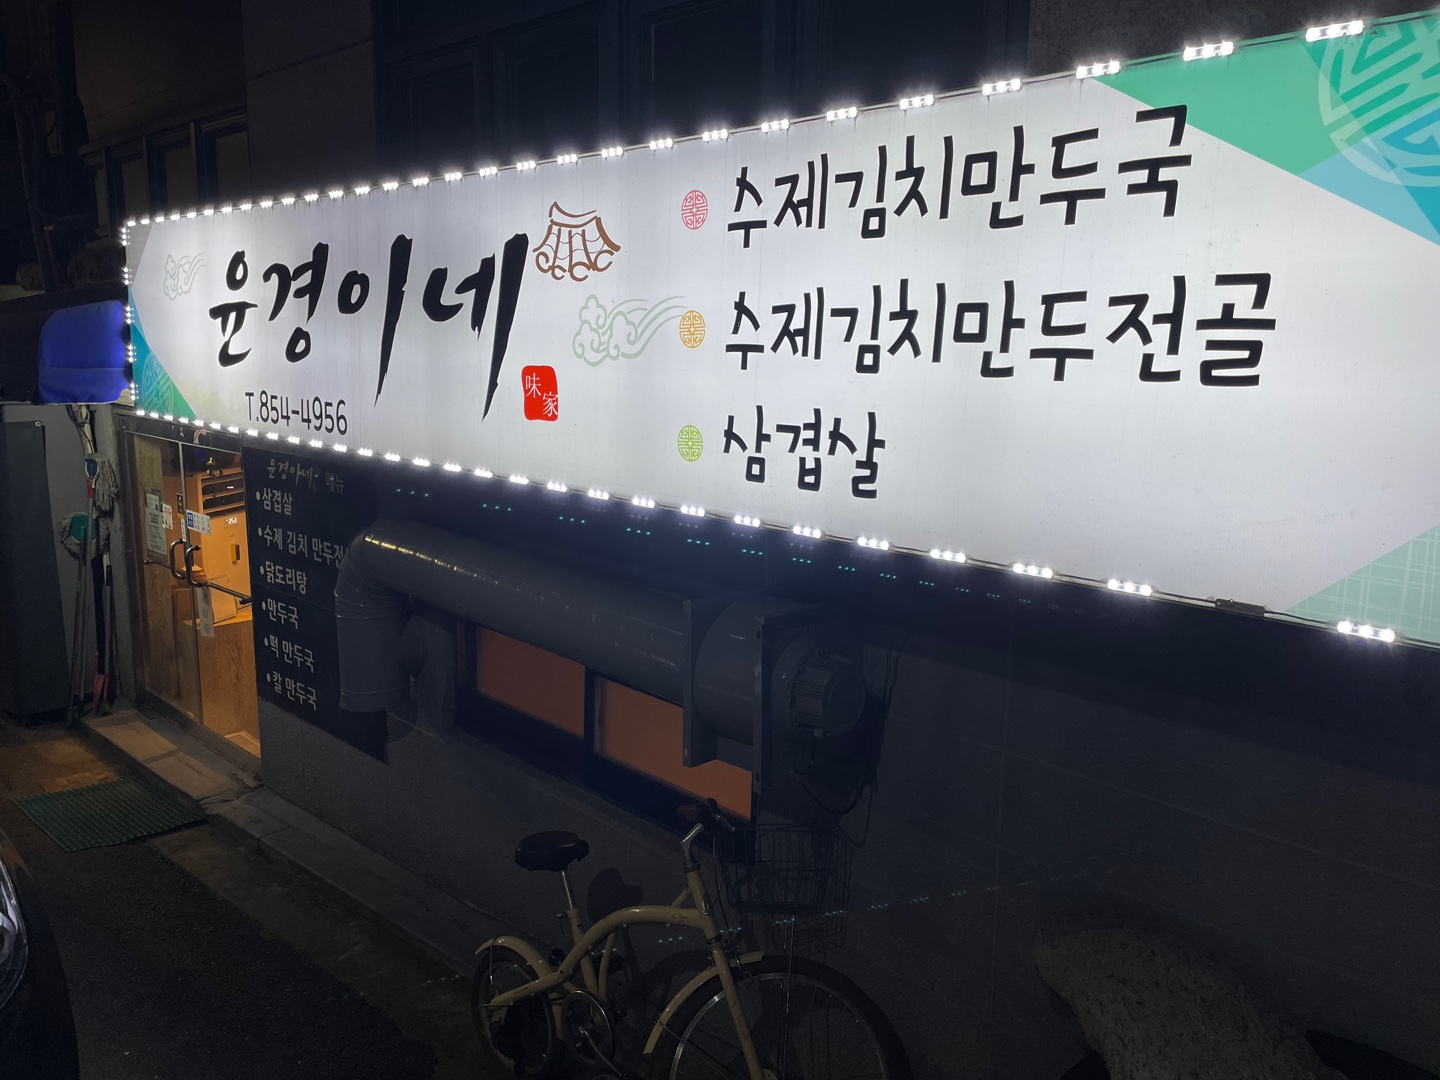 윤경이네
T.854-4956
味家
수제김치만두국
수제김치만두전골
삼겹살
윤경이네 메뉴
•삼겹살
•수제 김치 만두전
•닭도리탕
•만두국
•떡 만두국
•칼 만두국